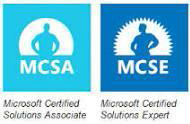 MCSA
MCSE
Microsoft Certified
Solutions Associate
Microsoft Certified
Solutions Expert